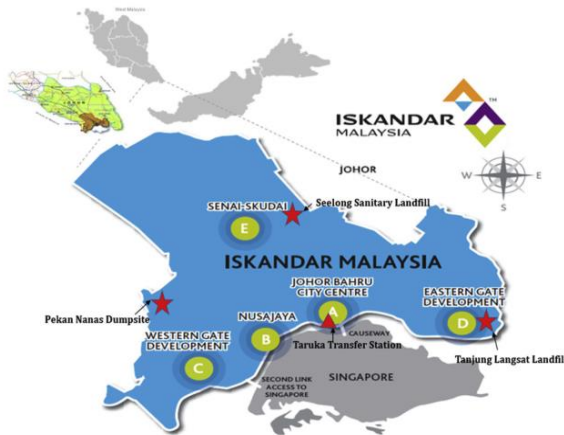 West Malaysia
ISKANDAR
TM
MALAYSIA
JOHOR
W
E
S
Seelong Sanitary Landfill
SENAI-SKUDAI
E
ISKANDAR MALAYSIA
JOHOR BAHRU
CITY CENTRE
A
EASTERN GATE
DEVELOPMENT
D
NUSAJAYA
B
Pekan Nanas Dumpsite
WESTERN GATE
DEVELOPMENT
C
CAUSEWAY
Taruka Transfer Station
Tanjung Langsat Landfil
SINGAPORE
SECOND LINK
ACCESS TO
SINGAPORE